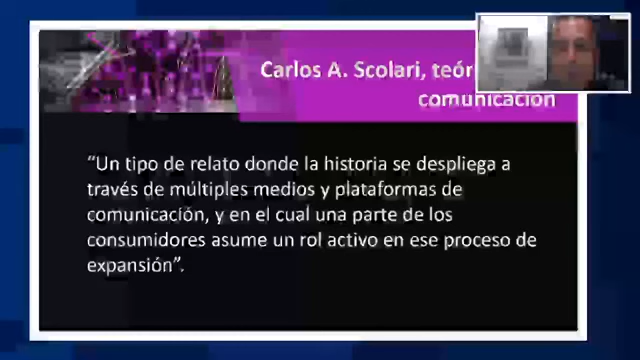 Carlos A. Scolari, teór
comunicación
“Un tipo de relato donde la historia se despliega a
través de múltiples medios y plataformas de
comunicación, y en el cual una parte de los
consumidores asume un rol activo en ese proceso de
expansión”.